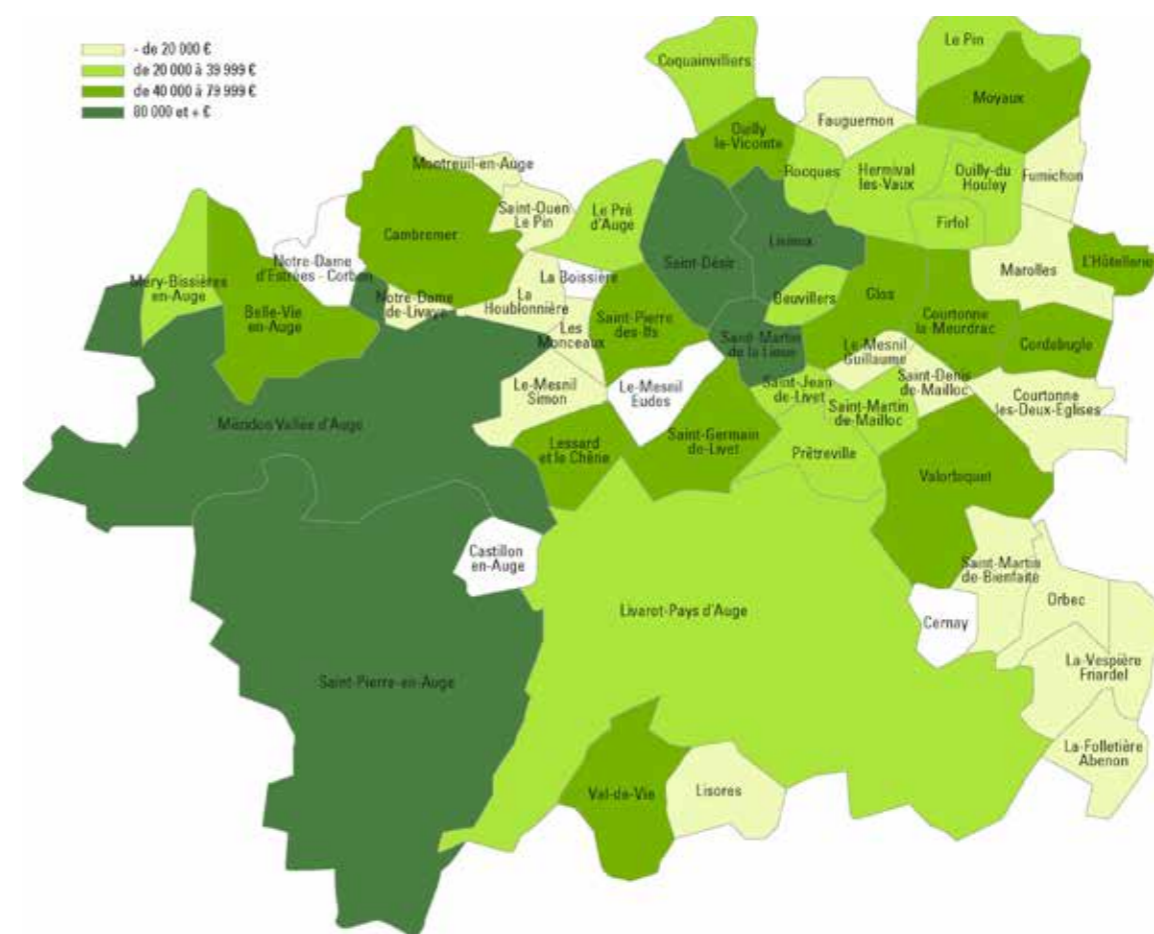 - de 20 000 €
de 20 000 à 39 999 €
de 40 000 à 79 999 €
80 000 et + €
Le Pin
Coquainvilliers
Moyaux
Fauguernon
Ouilly
le-Vicomte
Montreuil-en-Auge
Rocques
Hermival
les-Vaux
Ouilly-du
Houley
Fumichon
Saint-Ouen
Le Pin
Le Pré
d'Auge
Firfol
Cambremer
Lisieux
Saint-Désir
L'Hôtellerie
Marolles
Notre-Dame
d'Estrées - Corbon
Méry-Bissières
en-Auge
La Boissière
Notre-Dame
de-Livaye
La
Houblonnière
Beuvillers
Glos
Belle-Vie
en-Auge
Saint-Pierre
des-Ifs
Courtonne
la-Meurdrac
Les
Monceaux
Saint-Martin
de la Lieue
Le-Mesnil
Guillaume
Cordebugle
Saint-Jean
de-Livet
Saint-Denis
de-Mailloc
Le-Mesnil
Simon
Le-Mesnil
Eudes
Courtonne
les-Deux-Eglises
Saint-Martin
de-Mailloc
Mézidon Vallée d'Auge
Lessard
et le Chêne
Saint-Germain
de-Livet
Prêtreville
Valorbiquet
Castillon
en-Auge
Saint-Martin
de-Bienfaite
Orbec
Livarot-Pays d'Auge
Cernay
La-Vespière
Friardel
Saint-Pierre-en-Auge
La-Folletière
Abenon
Val-de-Vie
Lisores